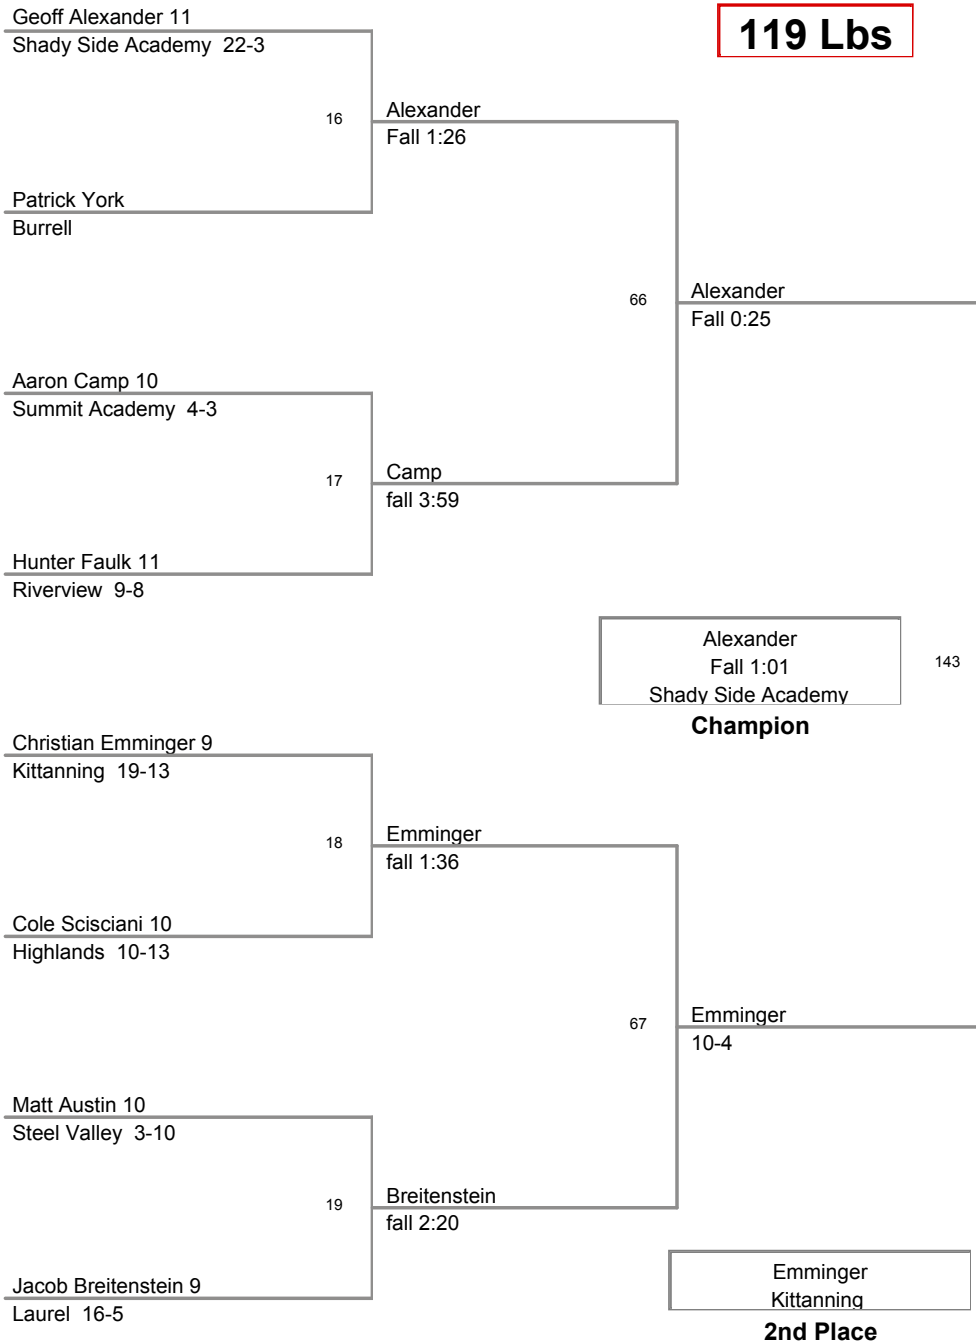 Geoff Alexander 11
Shady Side Academy 22-3
119 Lbs
16
Alexander
Fall 1:26
Patrick York
Burrell
66
Alexander
Fall 0:25
Aaron Camp 10
Summit Academy 4-3
17
Camp
fall 3:59
Hunter Faulk 11
Riverview 9-8
Alexander
Fall 1:01
Shady Side Academy
143
Champion
Christian Emminger 9
Kittanning 19-13
18
Emminger
fall 1:36
Cole Scisciani 10
Highlands 10-13
67
Emminger
10-4
Matt Austin 10
Steel Valley 3-10
19
Breitenstein
fall 2:20
Jacob Breitenstein 9
Laurel 16-5
Emminger
Kittanning
2nd Place